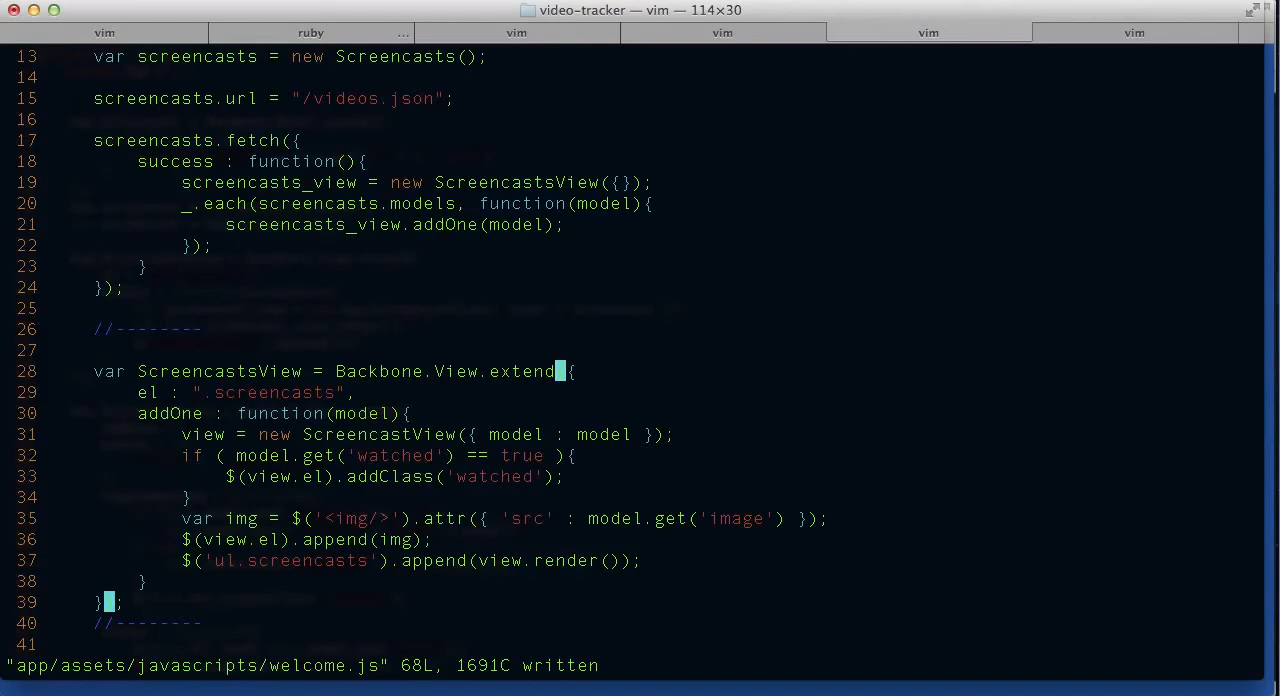 video-tracker — vim — 114×30
vim ruby ... vim vim vim vim
13 var screencasts = new Screencasts();
14
15 screencasts.url = "/videos.json";
16
17 screencasts.fetch({
18 success : function(){
19 screencasts_view = new ScreencastsView({});
20 _.each(screencasts.models, function(model){
21 screencasts_view.addOne(model);
22 });
23 }
24 });
25
26 //--------
27
28 var ScreencastsView = Backbone.View.extend({
29 el : ".screencasts",
30 addOne : function(model){
31 view = new ScreencastView({ model : model });
32 if ( model.get('watched') == true ){
33 $(view.el).addClass('watched');
34 }
35 var img = $('<img/>').attr({ 'src' : model.get('image') });
36 $(view.el).append(img);
37 $('ul.screencasts').append(view.render());
38 }
39 });
40 //--------
41
"app/assets/javascripts/welcome.js" 68L, 1691C written